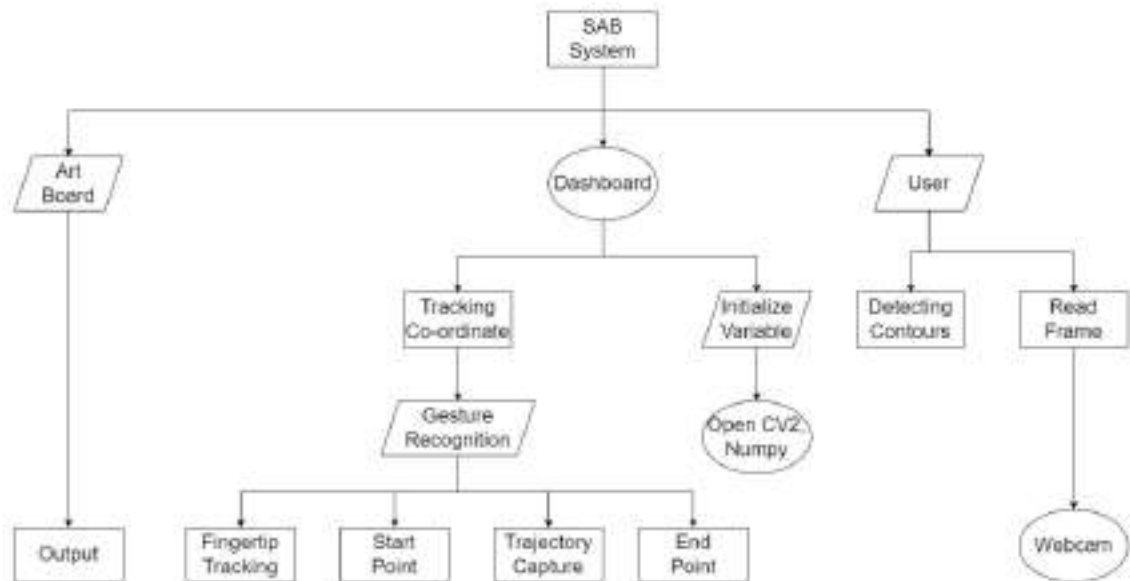 SAB
System
Art
Board
Dashboard
User
Tracking
Co-ordinate
Initialize
Variable
Detecting
Contours
Read
Frame
Gesture
Recognition
Open CV2,
Numpy
Output
Fingertip
Tracking
Start
Point
Trajectory
Capture
End
Point
Webcam